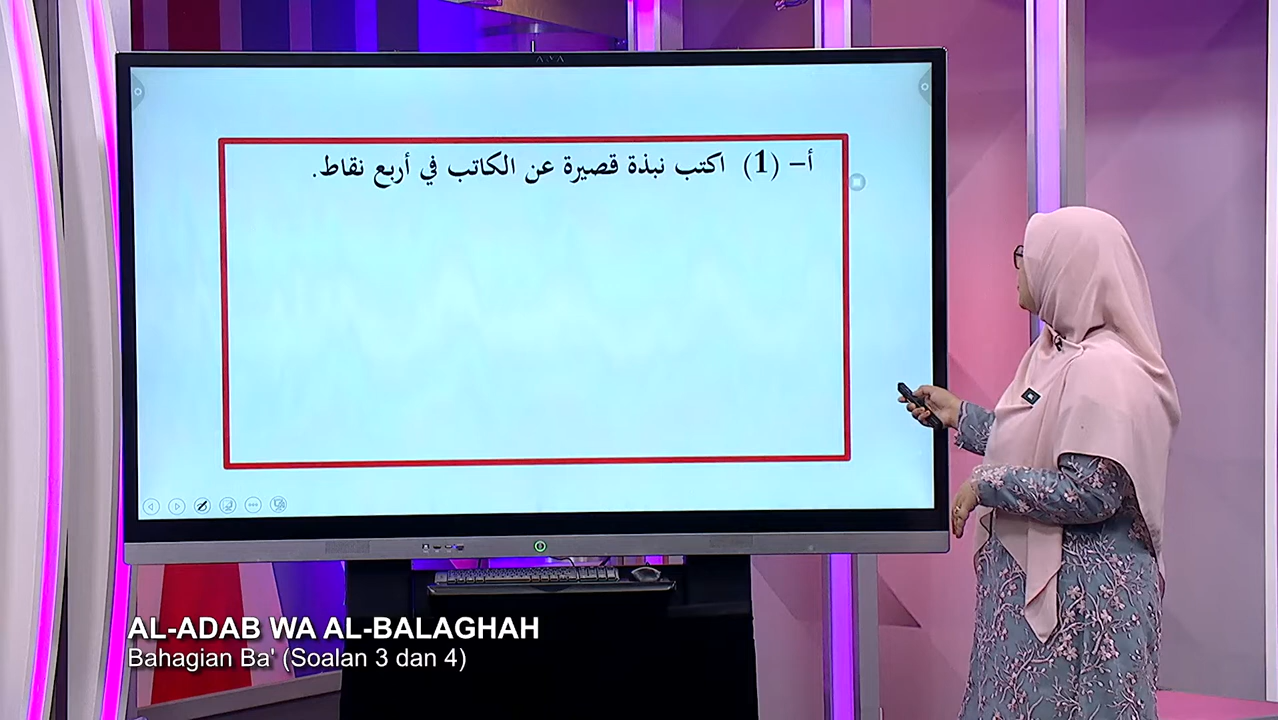 أ– (1) اكتب نبذة قصيرة عن الكاتب في أربع نقاط.
AL-ADAB WA AL-BALAGHAH
Bahagian Ba' (Soalan 3 dan 4)